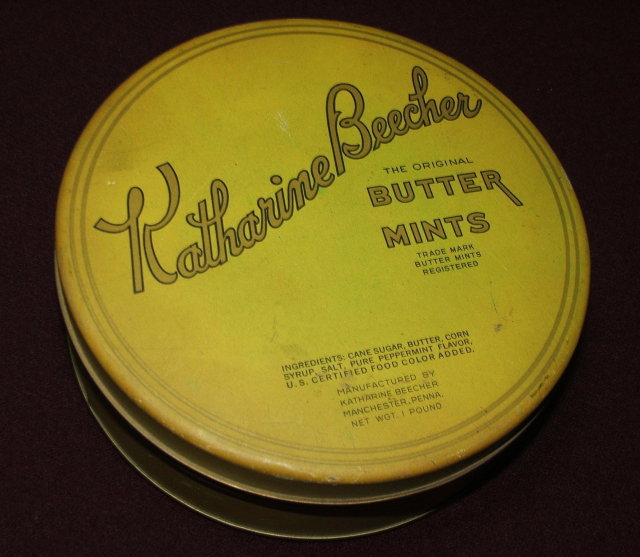 Katharine Beecher
THE ORIGINAL
BUTTER
MINTS
TRADE MARK
BUTTER MINTS
REGISTERED
INGREDIENTS: CANE SUGAR, BUTTER, CORN
SYRUP, SALT, PURE PEPPERMINT FLAVOR,
U.S. CERTIFIED FOOD COLOR ADDED.
MANUFACTURED BY
KATHARINE BEECHER
MANCHESTER, PENNA.
NET WGT. 1 POUND